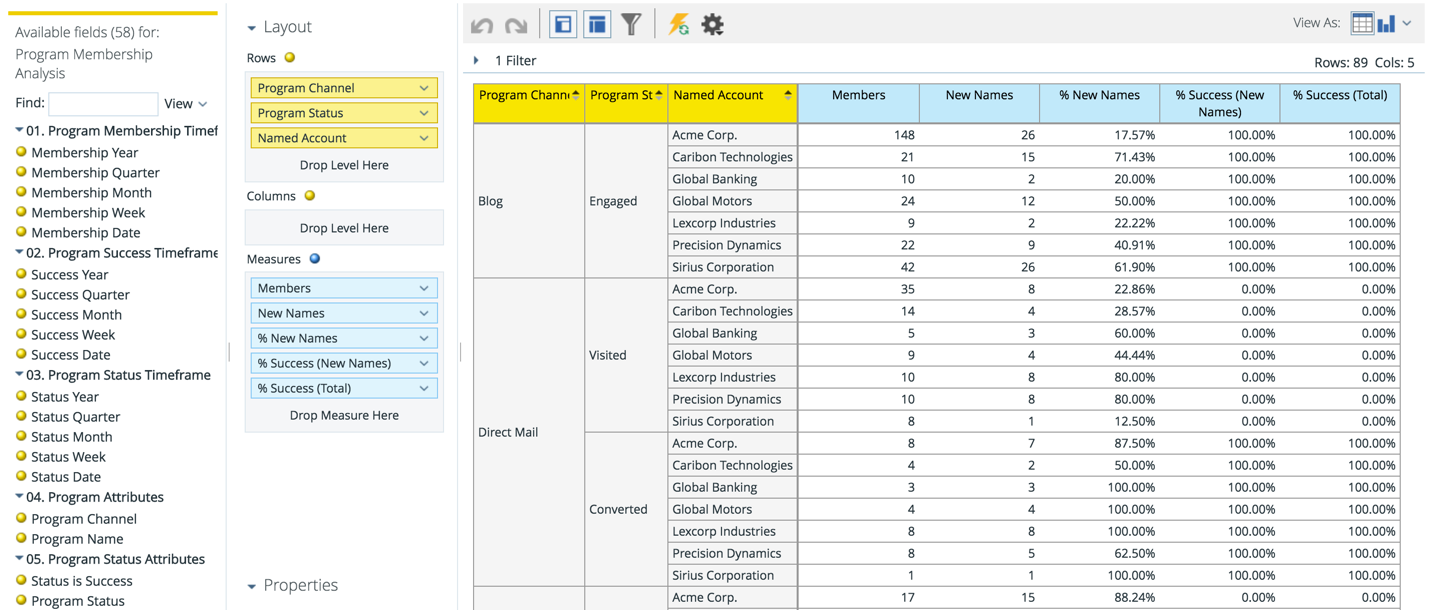 Available fields (58) for:
Program Membership
Analysis
Find: View
01. Program Membership Timef
Membership Year
Membership Quarter
Membership Month
Membership Week
Membership Date
02. Program Success Timeframe
Success Year
Success Quarter
Success Month
Success Week
Success Date
03. Program Status Timeframe
Status Year
Status Quarter
Status Month
Status Week
Status Date
04. Program Attributes
Program Channel
Program Name
05. Program Status Attributes
Status is Success
Program Status
Layout
Rows
Program Channel
Program Status
Named Account
Drop Level Here
Columns
Drop Level Here
Measures
Members
New Names
% New Names
% Success (New Names)
% Success (Total)
Drop Measure Here
Properties
View As:
1 Filter
Rows: 89 Cols: 5
Program Chann Program St Named Account Members New Names % New Names % Success (New Names) % Success (Total)
Blog Engaged Acme Corp. 148 26 17.57% 100.00% 100.00%
Caribon Technologies 21 15 71.43% 100.00% 100.00%
Global Banking 10 2 20.00% 100.00% 100.00%
Global Motors 24 12 50.00% 100.00% 100.00%
Lexcorp Industries 9 2 22.22% 100.00% 100.00%
Precision Dynamics 22 9 40.91% 100.00% 100.00%
Sirius Corporation 42 26 61.90% 100.00% 100.00%
Direct Mail Visited Acme Corp. 35 8 22.86% 0.00% 0.00%
Caribon Technologies 14 4 28.57% 0.00% 0.00%
Global Banking 5 3 60.00% 0.00% 0.00%
Global Motors 9 4 44.44% 0.00% 0.00%
Lexcorp Industries 10 8 80.00% 0.00% 0.00%
Precision Dynamics 10 8 80.00% 0.00% 0.00%
Sirius Corporation 8 1 12.50% 0.00% 0.00%
Converted Acme Corp. 8 7 87.50% 100.00% 100.00%
Caribon Technologies 4 2 50.00% 100.00% 100.00%
Global Banking 3 3 100.00% 100.00% 100.00%
Global Motors 4 4 100.00% 100.00% 100.00%
Lexcorp Industries 8 8 100.00% 100.00% 100.00%
Precision Dynamics 8 5 62.50% 100.00% 100.00%
Sirius Corporation 1 1 100.00% 100.00% 100.00%
Acme Corp. 17 15 88.24% 0.00% 0.00%